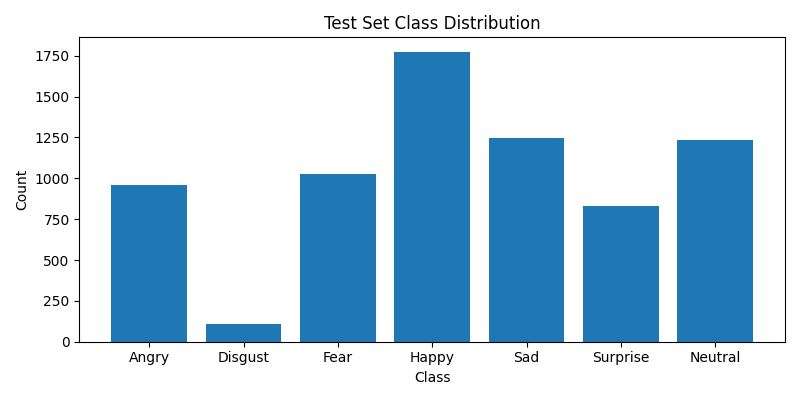 Test Set Class Distribution
Count
1750
1500
1250
1000
750
500
250
0
Angry Disgust Fear Happy Sad Surprise Neutral
Class